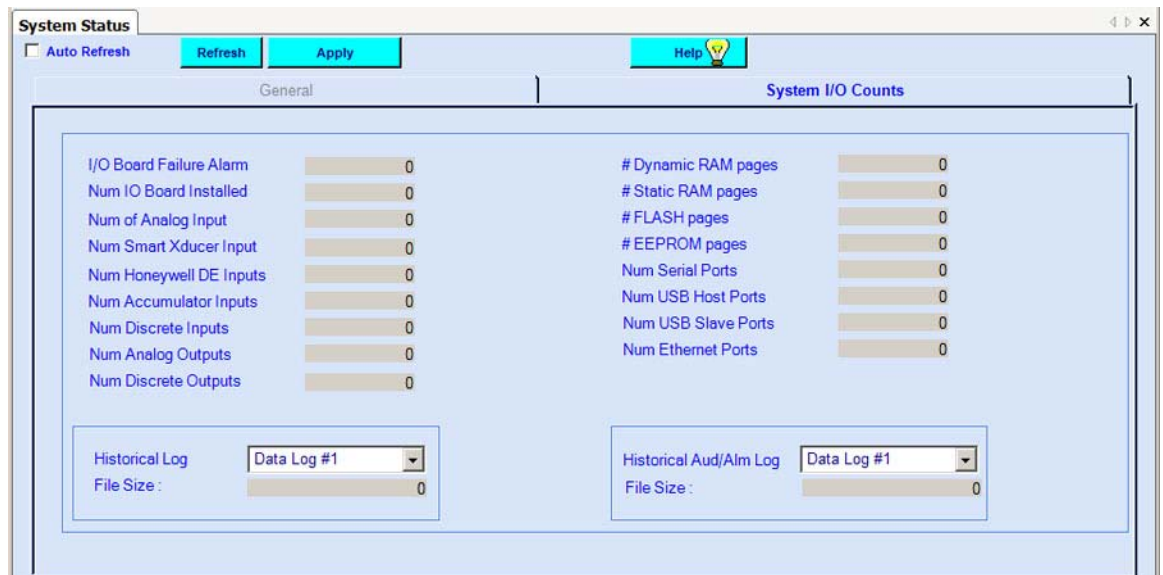 System Status
Auto Refresh Refresh Apply Help
General System I/O Counts
I/O Board Failure Alarm 0
Num IO Board Installed 0
Num of Analog Input 0
Num Smart Xducer Input 0
Num Honeywell DE Inputs 0
Num Accumulator Inputs 0
Num Discrete Inputs 0
Num Analog Outputs 0
Num Discrete Outputs 0
# Dynamic RAM pages 0
# Static RAM pages 0
# FLASH pages 0
# EEPROM pages 0
Num Serial Ports 0
Num USB Host Ports 0
Num USB Slave Ports 0
Num Ethernet Ports 0
Historical Log Data Log #1
File Size : 0
Historical Aud/Alm Log Data Log #1
File Size : 0